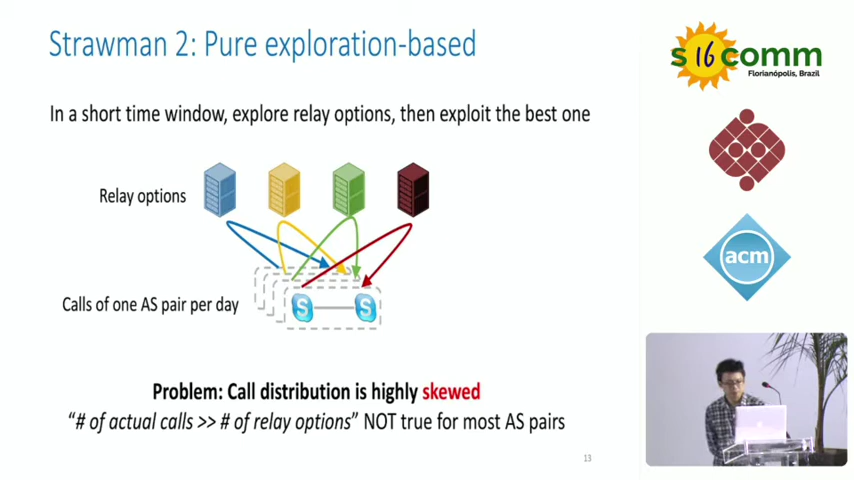 Strawman 2: Pure exploration-based
In a short time window, explore relay options, then exploit the best one
Relay options
Calls of one AS pair per day
S
S
Problem: Call distribution is highly skewed
“# of actual calls >> # of relay options” NOT true for most AS pairs
13
s 16 comm
Florianópolis, Brazil
acm